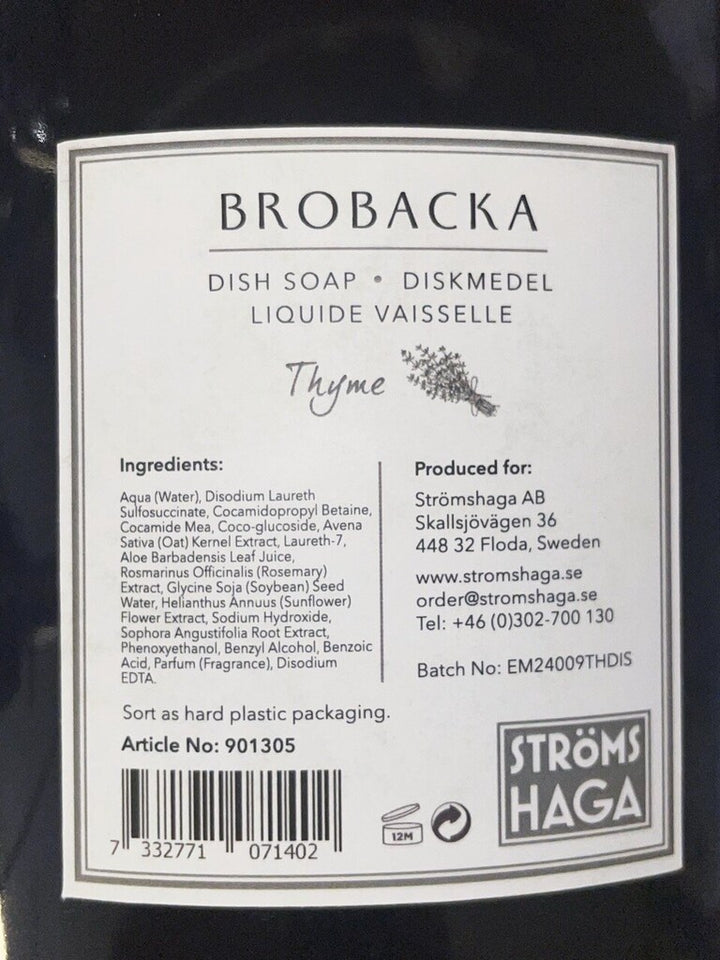 BROBACKA
DISH SOAP • DISKMEDEL
LIQUIDE VAISSELLE
Thyme
Ingredients:
Aqua (Water), Disodium Laureth
Sulfosuccinate, Cocamidopropyl Betaine,
Cocamide Mea, Coco-glucoside, Avena
Sativa (Oat) Kernel Extract, Laureth-7,
Aloe Barbadensis Leaf Juice,
Rosmarinus Officinalis (Rosemary)
Extract, Glycine Soja (Soybean) Seed
Water, Helianthus Annuus (Sunflower)
Flower Extract, Sodium Hydroxide,
Sophora Angustifolia Root Extract,
Phenoxyethanol, Benzyl Alcohol, Benzoic
Acid, Parfum (Fragrance), Disodium
EDTA.
Produced for:
Strömshaga AB
Skallsjövägen 36
448 32 Floda, Sweden
www.stromshaga.se
order@stromshaga.se
Tel: +46 (0)302-700 130
Batch No: EM24009THDIS
Sort as hard plastic packaging.
Article No: 901305
7 332771 071402
12M
STRÖMS
HAGA